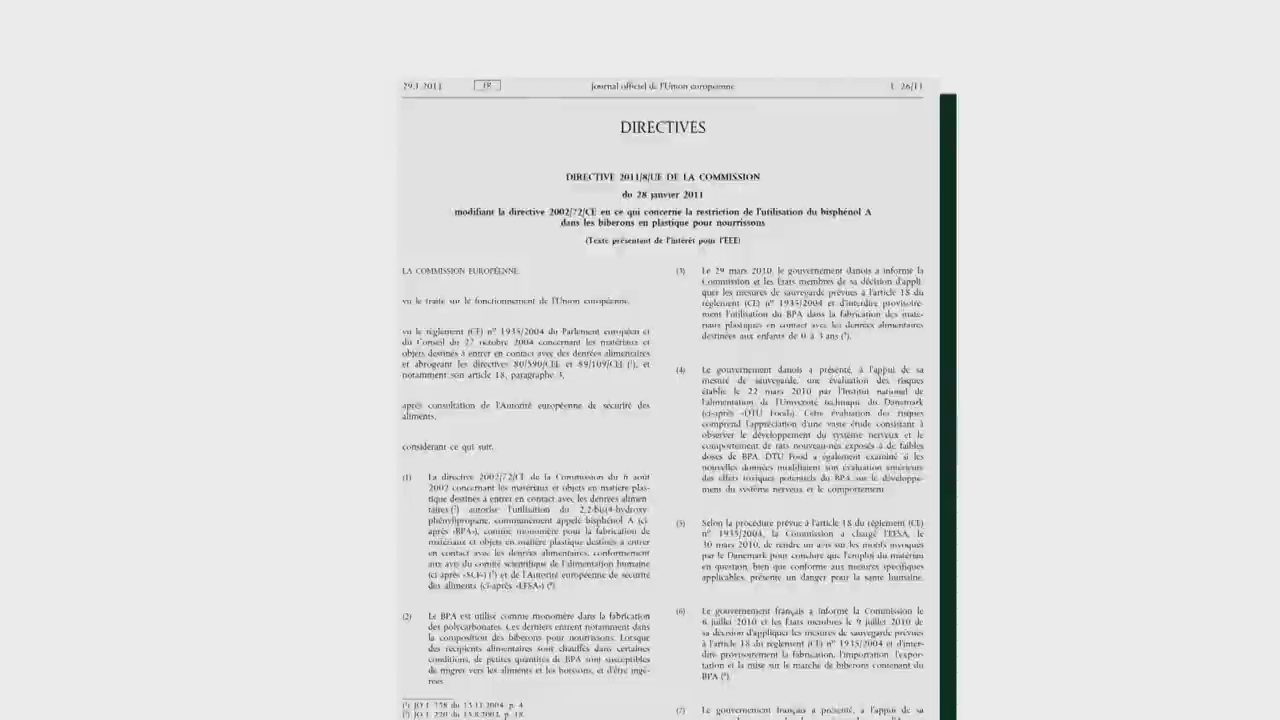 29.1.2011
FR
Journal officiel de l'Union européenne
L 26/11
DIRECTIVES
DIRECTIVE 2011/8/UE DE LA COMMISSION
du 28 janvier 2011
modifiant la directive 2002/72/CE en ce qui concerne la restriction de l'utilisation du bisphénol A
dans les biberons en plastique pour nourrissons
(Texte présentant de l'intérêt pour l'EEE)
LA COMMISSION EUROPÉENNE,
vu le traité sur le fonctionnement de l'Union européenne,
vu le règlement (CE) nº 1935/2004 du Parlement européen et
du Conseil du 27 octobre 2004 concernant les matériaux et
objets destinés à entrer en contact avec des denrées alimentaires
et abrogeant les directives 80/590/CEE et 89/109/CEE (¹), et
notamment son article 18, paragraphe 3,
après consultation de l'Autorité européenne de sécurité des
aliments,
considérant ce qui suit:
(1) La directive 2002/72/CE de la Commission du 6 août
2002 concernant les matériaux et objets en matière plas-
tique destinés à entrer en contact avec les denrées alimen-
taires (²) autorise l'utilisation du 2,2-bis(4-hydroxy-
phényl)propane, communément appelé bisphénol A (ci-
après «BPA»), comme monomère pour la fabrication de
matériaux et objets en matière plastique destinés à entrer
en contact avec les denrées alimentaires, conformément
aux avis du comité scientifique de l'alimentation humaine
(ci-après «SCF») (³) et de l'Autorité européenne de sécurité
des aliments (ci-après «EFSA») (⁴).
(2) Le BPA est utilisé comme monomère dans la fabrication
des polycarbonates. Ces derniers entrent notamment dans
la composition des biberons pour nourrissons. Lorsque
des récipients alimentaires sont chauffés dans certaines
conditions, de petites quantités de BPA sont susceptibles
de migrer vers les aliments et les boissons, et d'être ingé-
rées.
(¹) JO L 338 du 13.11.2004, p. 4.
(²) JO L 220 du 15.8.2002, p. 18.
(3) Le 29 mars 2010, le gouvernement danois a informé la
Commission et les États membres de sa décision d'appli-
quer les mesures de sauvegarde prévues à l'article 18 du
règlement (CE) nº 1935/2004 et d'interdire provisoire-
ment l'utilisation du BPA dans la fabrication des maté-
riaux plastiques en contact avec les denrées alimentaires
destinées aux enfants de 0 à 3 ans (⁵).
(4) Le gouvernement danois a présenté, à l'appui de sa
mesure de sauvegarde, une évaluation des risques
établie le 22 mars 2010 par l'Institut national de
l'alimentation de l'Université technique du Danemark
(ci-après «DTU Food»). Cette évaluation des risques
comprend l'appréciation d'une vaste étude consistant à
observer le développement du système nerveux et le
comportement de rats nouveau-nés exposés à de faibles
doses de BPA. DTU Food a également examiné si les
nouvelles données modifiaient son évaluation antérieure
des effets toxiques potentiels du BPA sur le développe-
ment du système nerveux et le comportement.
(5) Selon la procédure prévue à l'article 18 du règlement (CE)
nº 1935/2004, la Commission a chargé l'EFSA, le
30 mars 2010, de rendre un avis sur les motifs invoqués
par le Danemark pour conclure que l'emploi du matériau
en question, bien que conforme aux mesures spécifiques
applicables, présente un danger pour la santé humaine.
(6) Le gouvernement français a informé la Commission le
6 juillet 2010 et les États membres le 9 juillet 2010 de
sa décision d'appliquer les mesures de sauvegarde prévues
à l'article 18 du règlement (CE) nº 1935/2004 et d'inter-
dire provisoirement la fabrication, l'importation, l'expor-
tation et la mise sur le marché de biberons contenant du
BPA (⁶).
(7) Le gouvernement français a présenté, à l'appui de sa